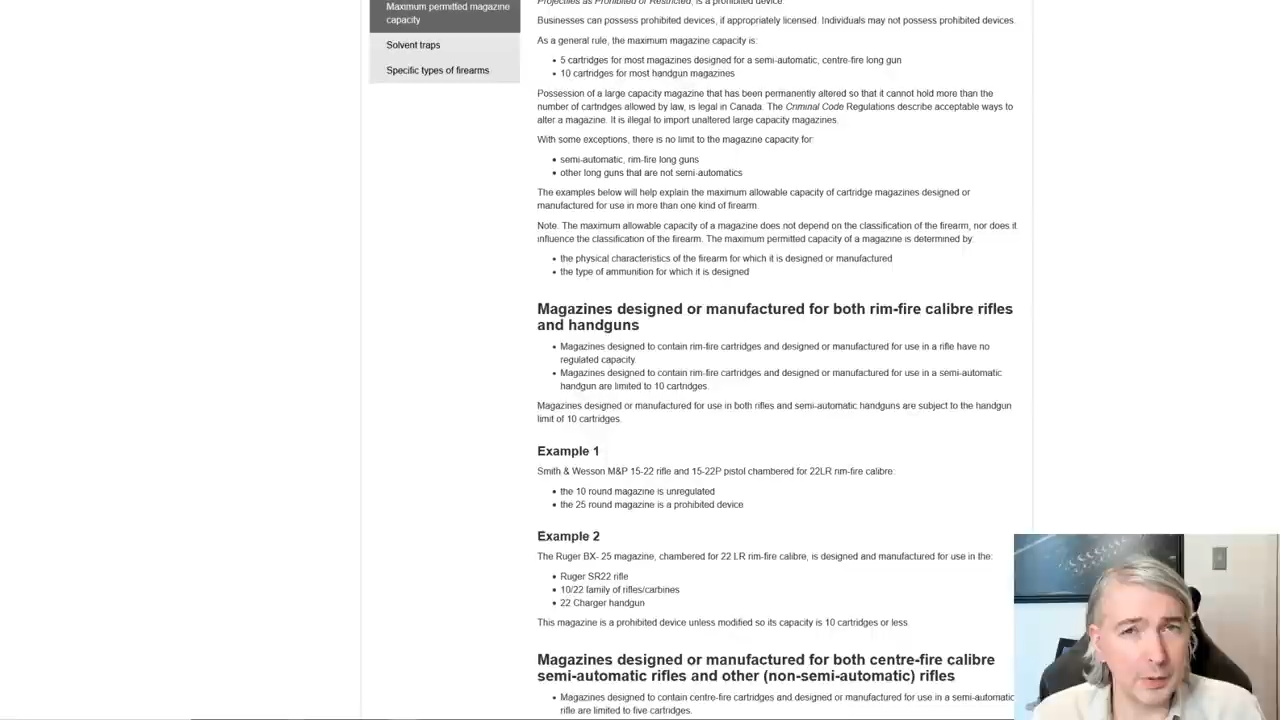 Maximum permitted magazine
capacity
Solvent traps
Specific types of firearms
Projectiles as Prohibited or Restricted, is a prohibited device.
Businesses can possess prohibited devices, if appropriately licensed. Individuals may not possess prohibited devices.
As a general rule, the maximum magazine capacity is:
• 5 cartridges for most magazines designed for a semi-automatic, centre-fire long gun
• 10 cartridges for most handgun magazines
Possession of a large capacity magazine that has been permanently altered so that it cannot hold more than the
number of cartridges allowed by law, is legal in Canada. The Criminal Code Regulations describe acceptable ways to
alter a magazine. It is illegal to import unaltered large capacity magazines.
With some exceptions, there is no limit to the magazine capacity for:
• semi-automatic, rim-fire long guns
• other long guns that are not semi-automatics
The examples below will help explain the maximum allowable capacity of cartridge magazines designed or
manufactured for use in more than one kind of firearm.
Note. The maximum allowable capacity of a magazine does not depend on the classification of the firearm, nor does it
influence the classification of the firearm. The maximum permitted capacity of a magazine is determined by
• the physical characteristics of the firearm for which it is designed or manufactured
• the type of ammunition for which it is designed
Magazines designed or manufactured for both rim-fire calibre rifles
and handguns
• Magazines designed to contain rim-fire cartridges and designed or manufactured for use in a rifle have no
regulated capacity.
• Magazines designed to contain rim-fire cartridges and designed or manufactured for use in a semi-automatic
handgun are limited to 10 cartridges.
Magazines designed or manufactured for use in both rifles and semi-automatic handguns are subject to the handgun
limit of 10 cartridges.
Example 1
Smith & Wesson M&P 15-22 rifle and 15-22P pistol chambered for 22LR rim-fire calibre:
• the 10 round magazine is unregulated
• the 25 round magazine is a prohibited device
Example 2
The Ruger BX- 25 magazine, chambered for 22 LR rim-fire calibre, is designed and manufactured for use in the:
• Ruger SR22 rifle
• 10/22 family of rifles/carbines
• 22 Charger handgun
This magazine is a prohibited device unless modified so its capacity is 10 cartridges or less
Magazines designed or manufactured for both centre-fire calibre
semi-automatic rifles and other (non-semi-automatic) rifles
• Magazines designed to contain centre-fire cartridges and designed or manufactured for use in a semi-automatic
rifle are limited to five cartridges.